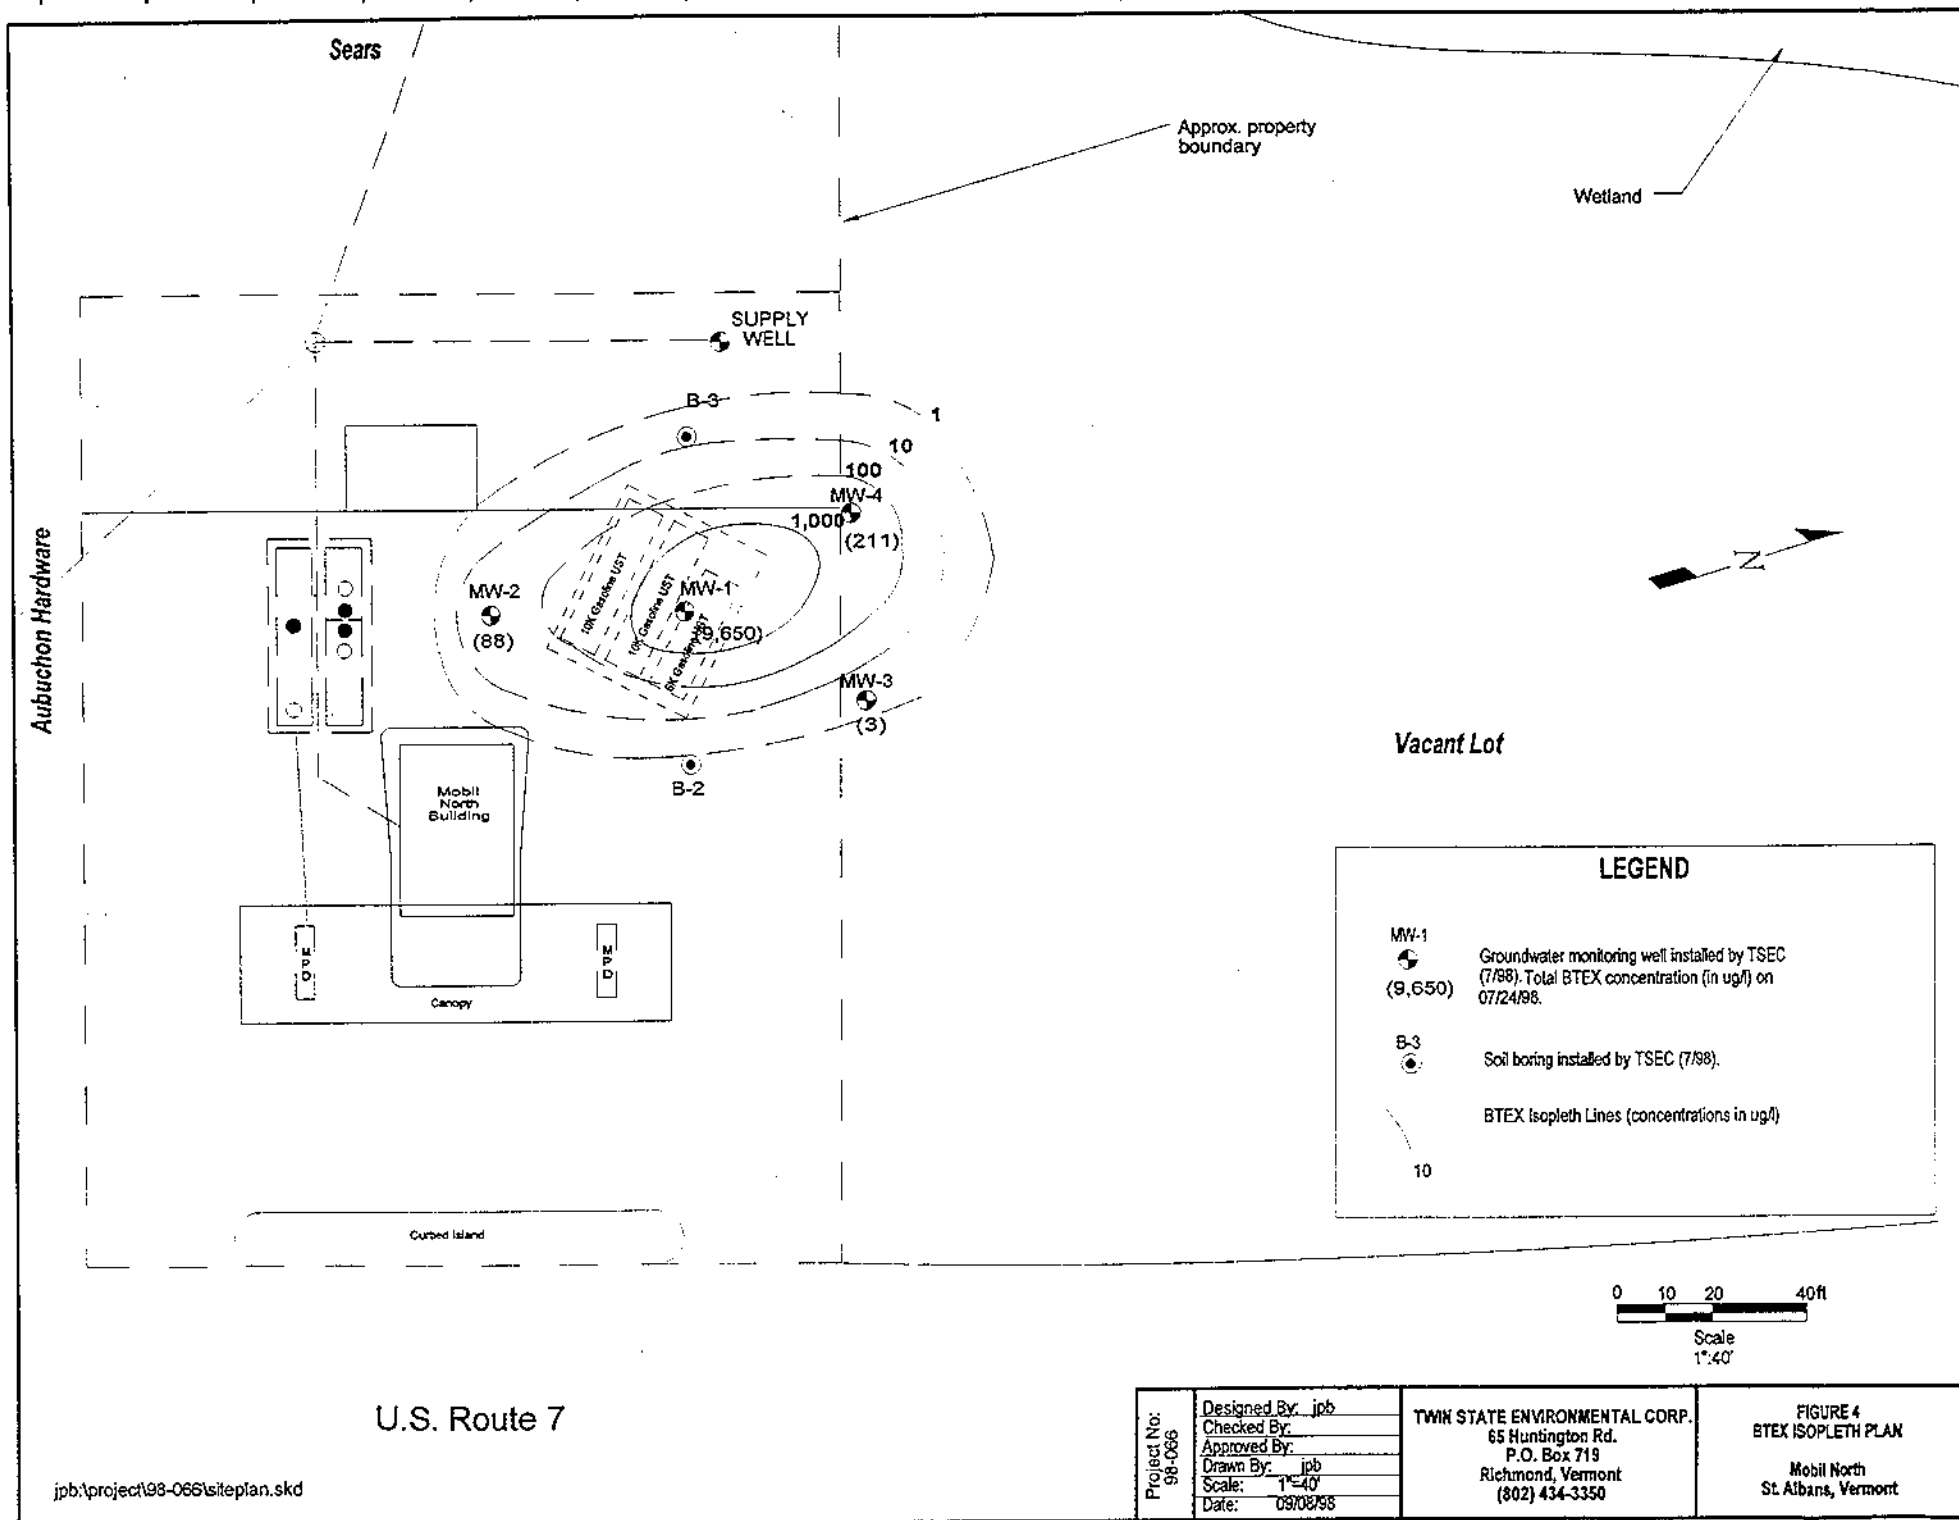 Sears
Approx. property
boundary
Wetland
SUPPLY
WELL
B-3
1
10
100
MW-4
1,000
(211)
10K Gasoline UST
10K Gasoline UST
MW-1
(9,650)
MW-2
(88)
MW-3
(3)
B-2
N
Aubuchon Hardware
Vacant Lot
Mobil
North
Building
MPD
MPD
Canopy
Curbed Island
LEGEND
MW-1
(9,650)
Groundwater monitoring well installed by TSEC
(7/98). Total BTEX concentration (in ug/l) on
07/24/98.
B-3
Soil boring installed by TSEC (7/98).
BTEX Isopleth Lines (concentrations in ug/l)
10
0 10 20 40ft
Scale
1":40'
U.S. Route 7
jpb:\project\98-066\siteplan.skd
Project No:
98-066
Designed By: jpb
Checked By:
Approved By:
Drawn By: jpb
Scale: 1"=40'
Date: 09/08/98
TWIN STATE ENVIRONMENTAL CORP.
65 Huntington Rd.
P.O. Box 719
Richmond, Vermont
(802) 434-3350
FIGURE 4
BTEX ISOPLETH PLAN
Mobil North
St. Albans, Vermont